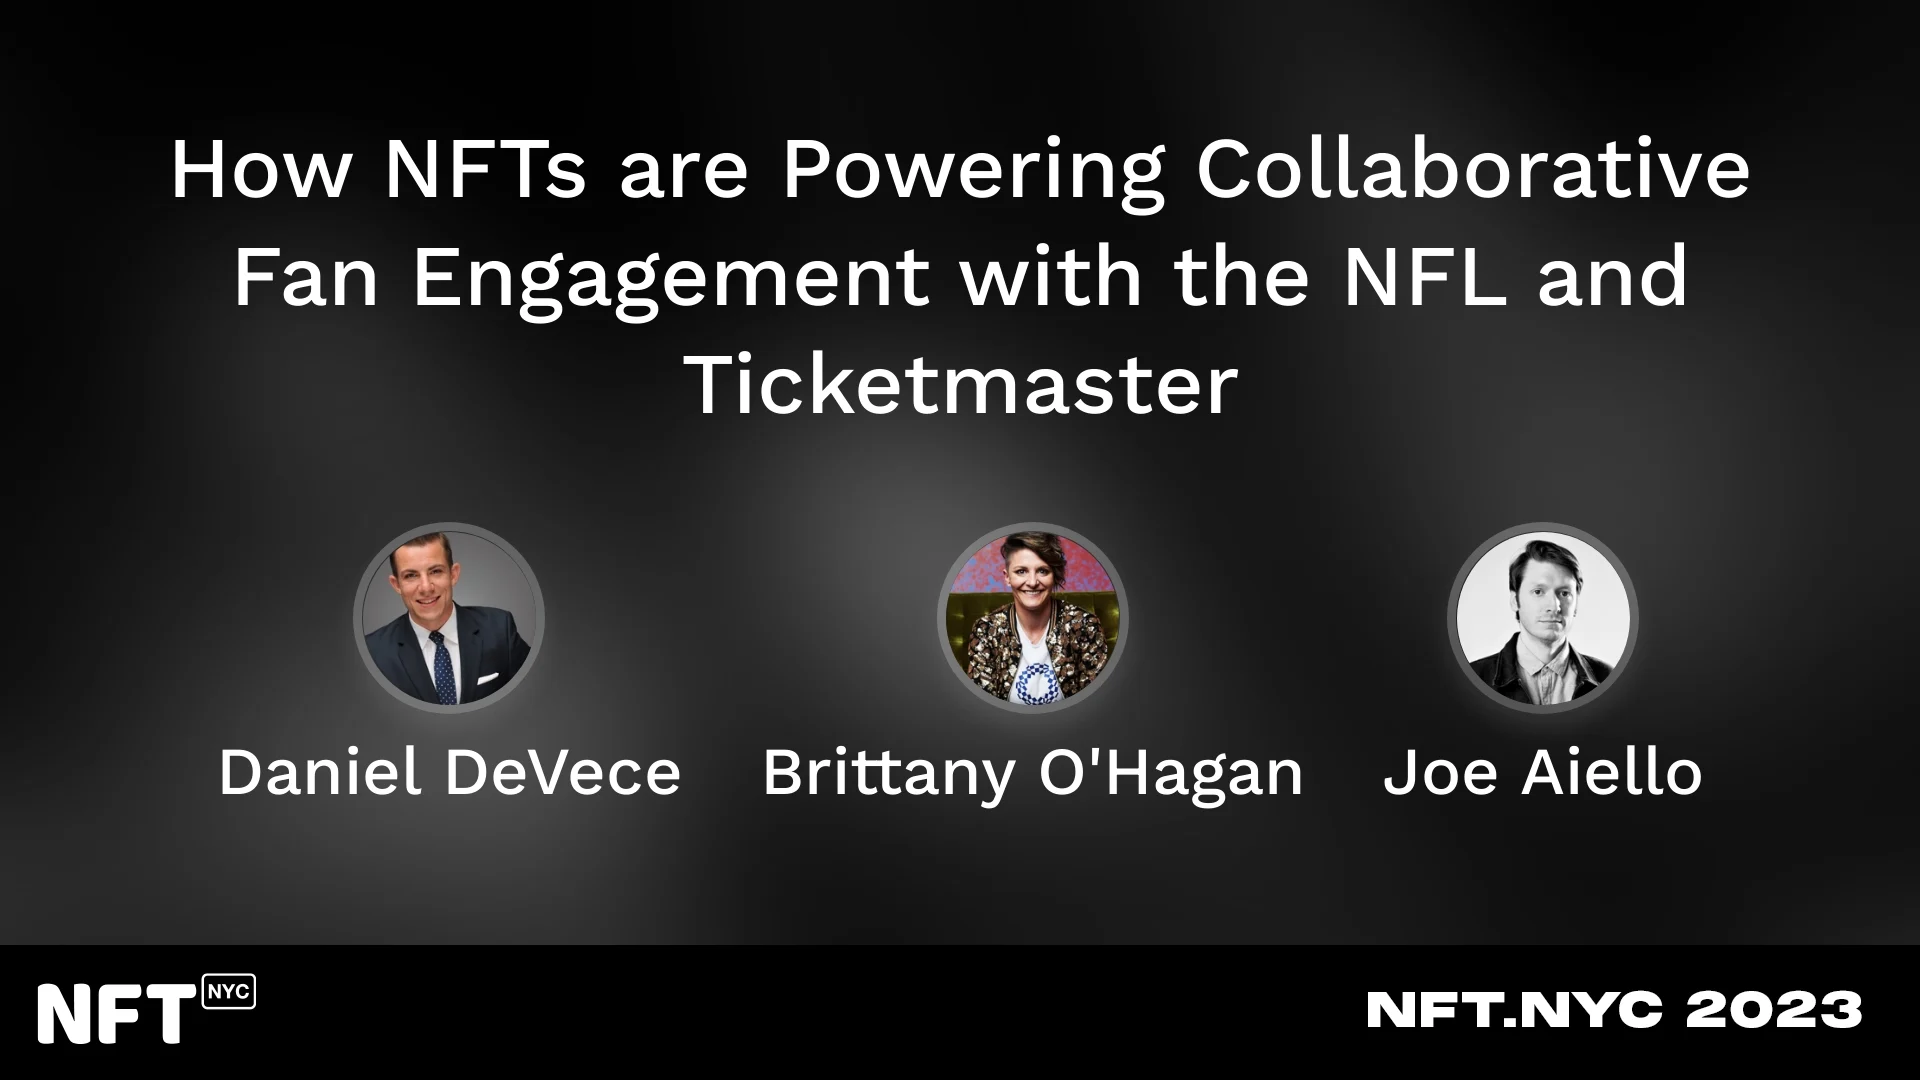 How NFTs are Powering Collaborative
Fan Engagement with the NFL and
Ticketmaster
Daniel DeVece
Brittany O'Hagan
Joe Aiello
NFT NYC
NFT.NYC 2023